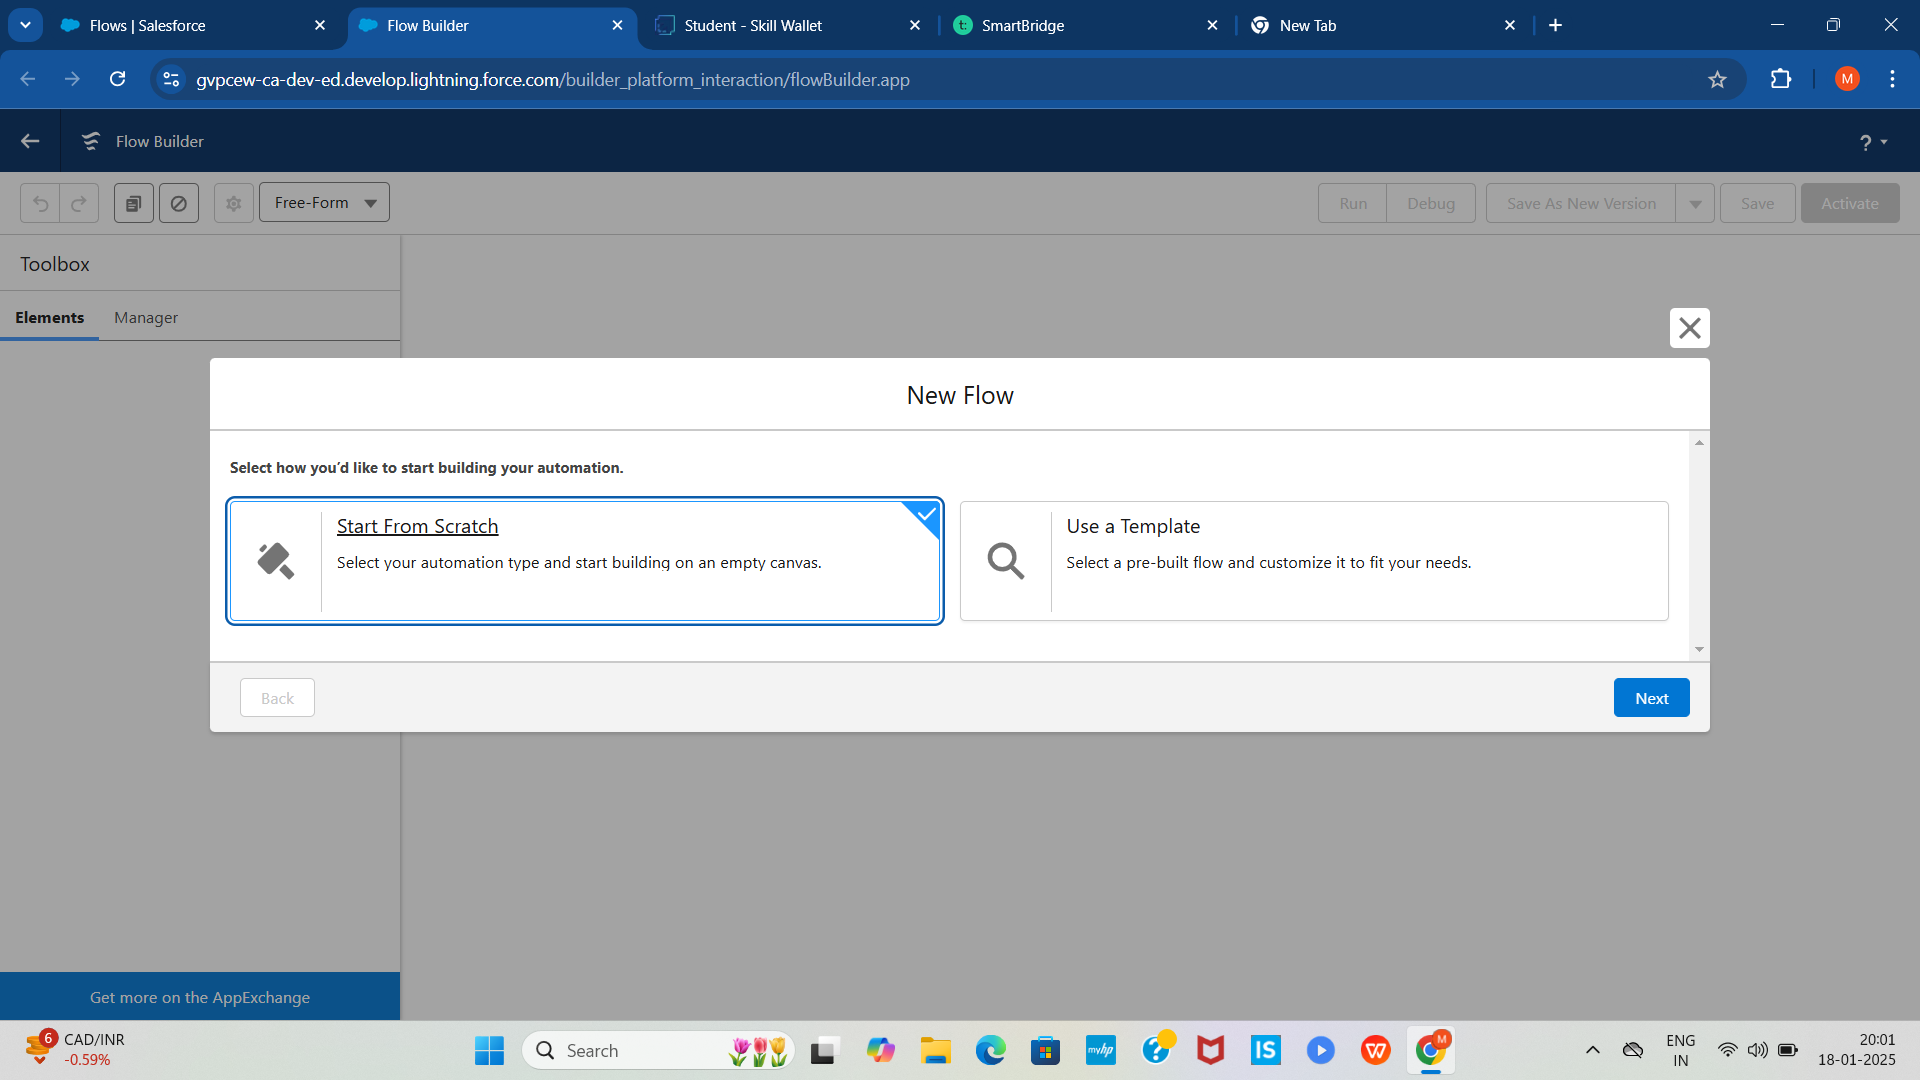 Flows | Salesforce
Flow Builder
Student - Skill Wallet
SmartBridge
New Tab
gvpcew-ca-dev-ed.develop.lightning.force.com/builder_platform_interaction/flowBuilder.app
M
Flow Builder
?
Free-Form
Run
Debug
Save As New Version
Save
Activate
Toolbox
Elements
Manager
New Flow
Select how you'd like to start building your automation.
Start From Scratch
Select your automation type and start building on an empty canvas.
Use a Template
Select a pre-built flow and customize it to fit your needs.
Back
Next
Get more on the AppExchange
6
CAD/INR
-0.59%
Search
myhp
?
IS
W
M
ENG
IN
20:01
18-01-2025